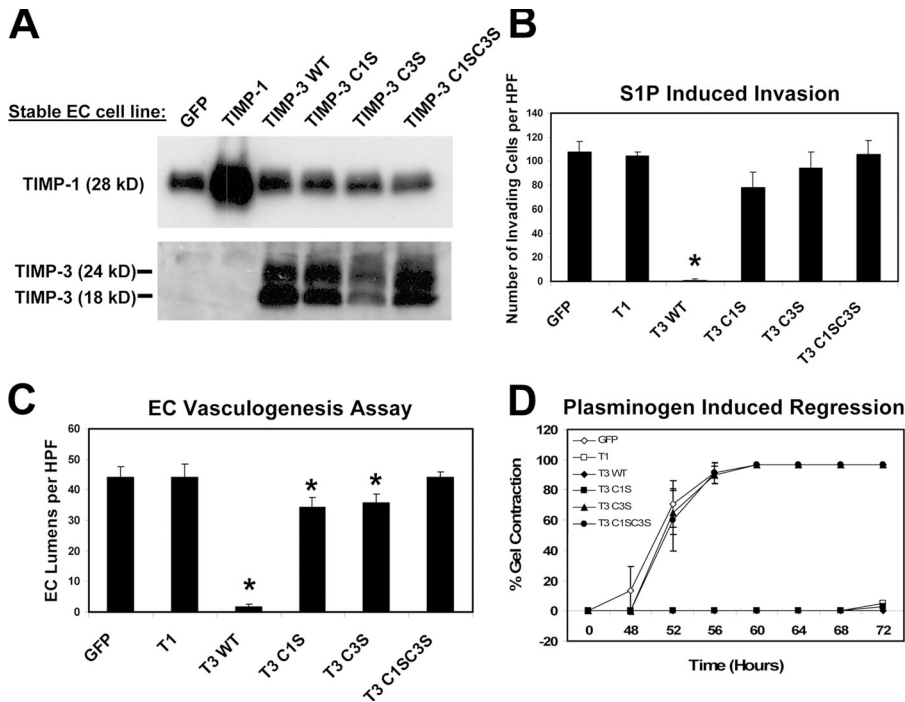 A
Stable EC cell line:
GFP
TIMP-1
TIMP-3 WT
TIMP-3 C1S
TIMP-3 C3S
TIMP-3 C1SC3S
TIMP-1 (28 kD)
TIMP-3 (24 kD)
TIMP-3 (18 kD)
B
S1P Induced Invasion
Number of Invading Cells per HPF
140
120
100
80
60
40
20
0
*
GFP
T1
T3 WT
T3 C1S
T3 C3S
T3 C1SC3S
C
EC Vasculogenesis Assay
EC Lumens per HPF
60
50
40
30
20
10
0
*
*
*
GFP
T1
T3 WT
T3 C1S
T3 C3S
T3 C1SC3S
D
Plasminogen Induced Regression
% Gel Contraction
120
100
80
60
40
20
0
-20
GFP
T1
T3 WT
T3 C1S
T3 C3S
T3 C1SC3S
0 48 52 56 60 64 68 72
Time (Hours)